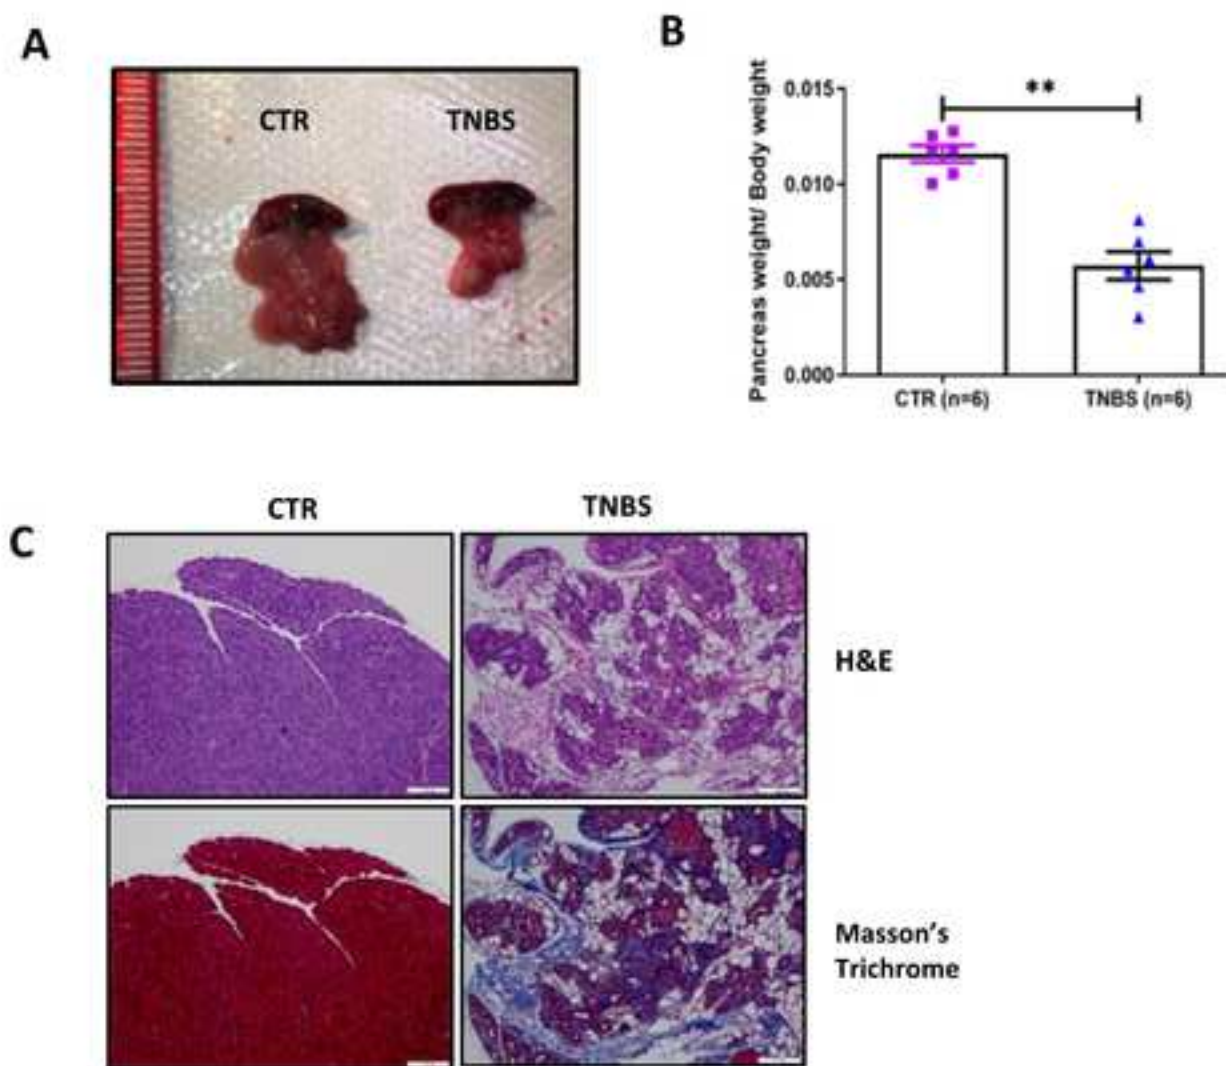 A
CTR TNBS
B
Pancreas weight/ Body weight
0.015
0.010
0.005
0.000
**
CTR (n=6) TNBS (n=6)
C
CTR TNBS
H&E
Masson's
Trichrome